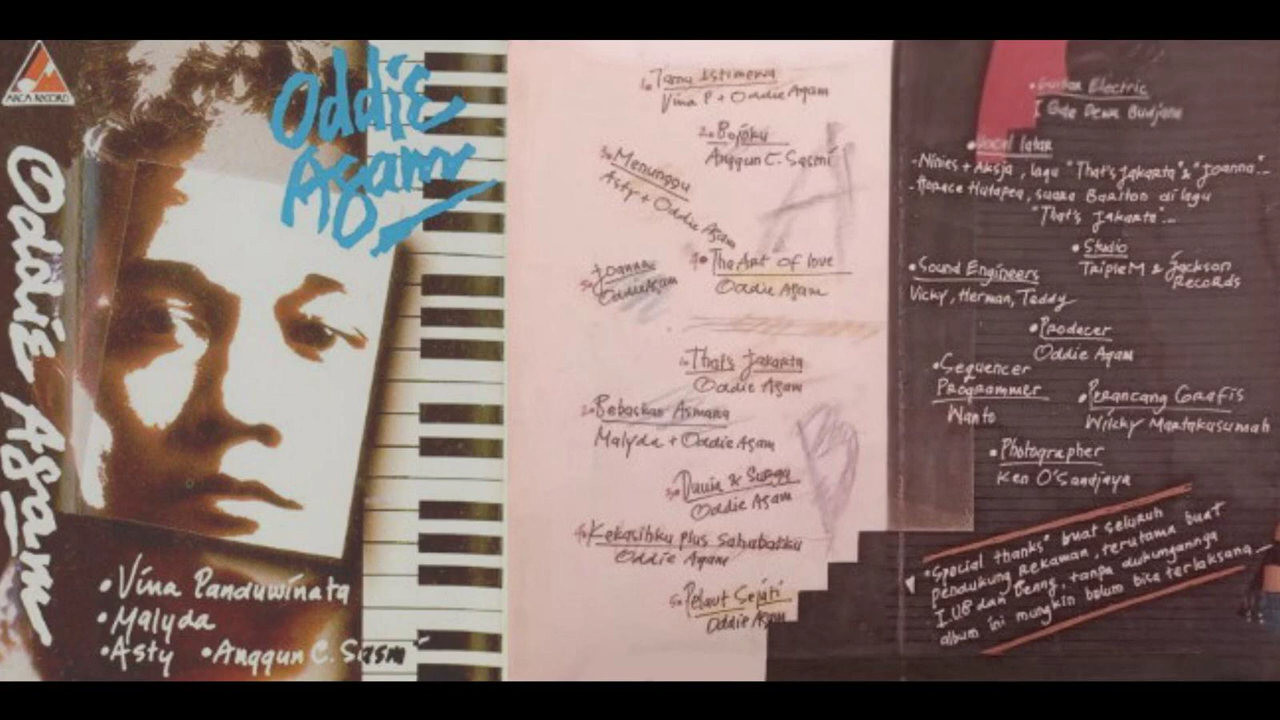 ARCA RECORD
Oddie
Agam
Oddie Agam
• Vina Panduwinata
• Malyda
• Asty • Anggun C. Sasmi
1. Tamu Istimewa
Vina P + Oddie Agam
2. Bojoku
Anggun C. Sasmi
3. Menunggu
Asty + Oddie Agam
4. The Art of love
Oddie Agam
5. Joanna
Oddie Agam
1. That's Jakarta
Oddie Agam
2. Bebaskan Asmara
Malyda + Oddie Agam
3. Dunia & Surga
Oddie Agam
4. Kekasihku plus Sahabatku
Oddie Agam
5. Pelaut Sejati
Oddie Agam
• Guitar Electric
I Gde Dewa Budjana
• Vocal latar
- Ninies + Aksja, lagu "That's Jakarta" & "Joanna"...
- Horace Hutapea, suara Bariton di lagu
"That's Jakarta"...
• Studio
Triple M & Jackson
Records
• Sound Engineers
Vicky, Herman, Teddy
• Producer
Oddie Agam
• Sequencer
Programmer
Wanto
• Perancang Grafis
Wicky Martakusumah
• Photographer
Ken O'Sandjaya
• "Special thanks" buat seluruh
pendukung Rekaman, terutama buat
I.UB dan Benng, tanpa dukungannya
album ini mungkin belum bisa terlaksana —